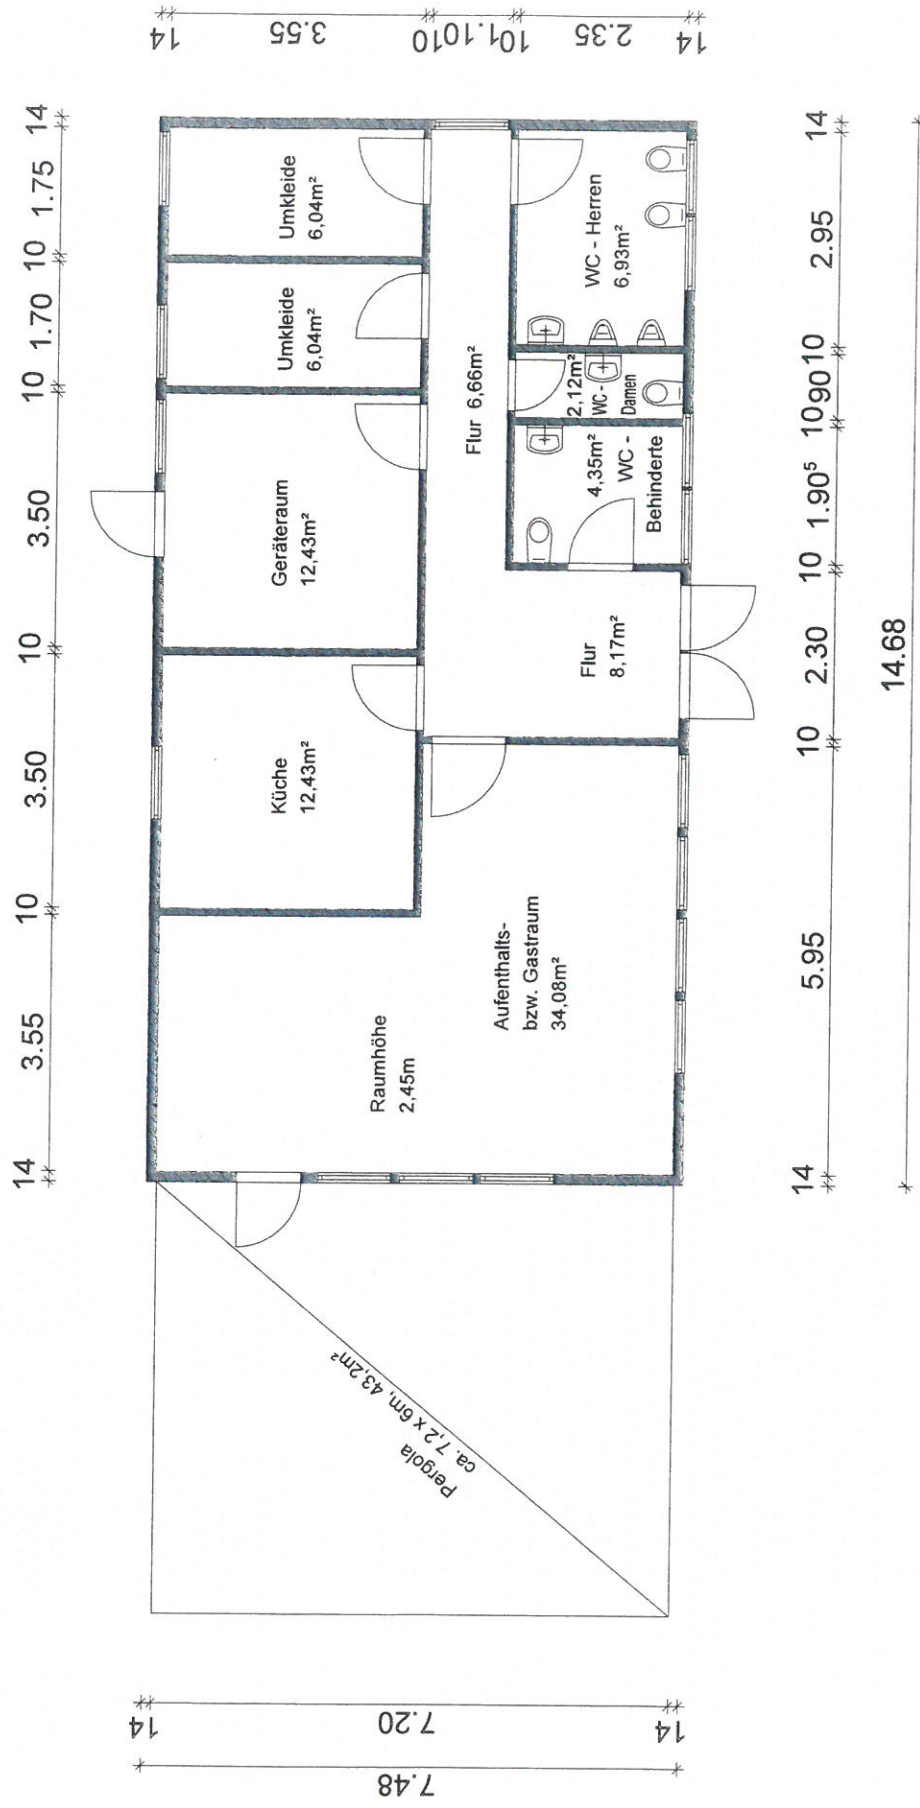 14
3.55
10
1.10
10
2.35
14
14
1.75
10
1.70
10
3.50
10
3.50
10
3.55
14
Umkleide
6,04m²
Umkleide
6,04m²
Geräteraum
12,43m²
Küche
12,43m²
Flur 6,66m²
WC - Herren
6,93m²
2,12m²
WC -
Damen
4,35m²
WC -
Behinderte
Flur
8,17m²
Aufenthalts-
bzw. Gastraum
34,08m²
Raumhöhe
2,45m
Pergola
ca. 7,2 x 6m, 43,2m²
14
2.95
10
90
10
1.90⁵
10
2.30
10
5.95
14
14.68
14
7.20
14
7.48